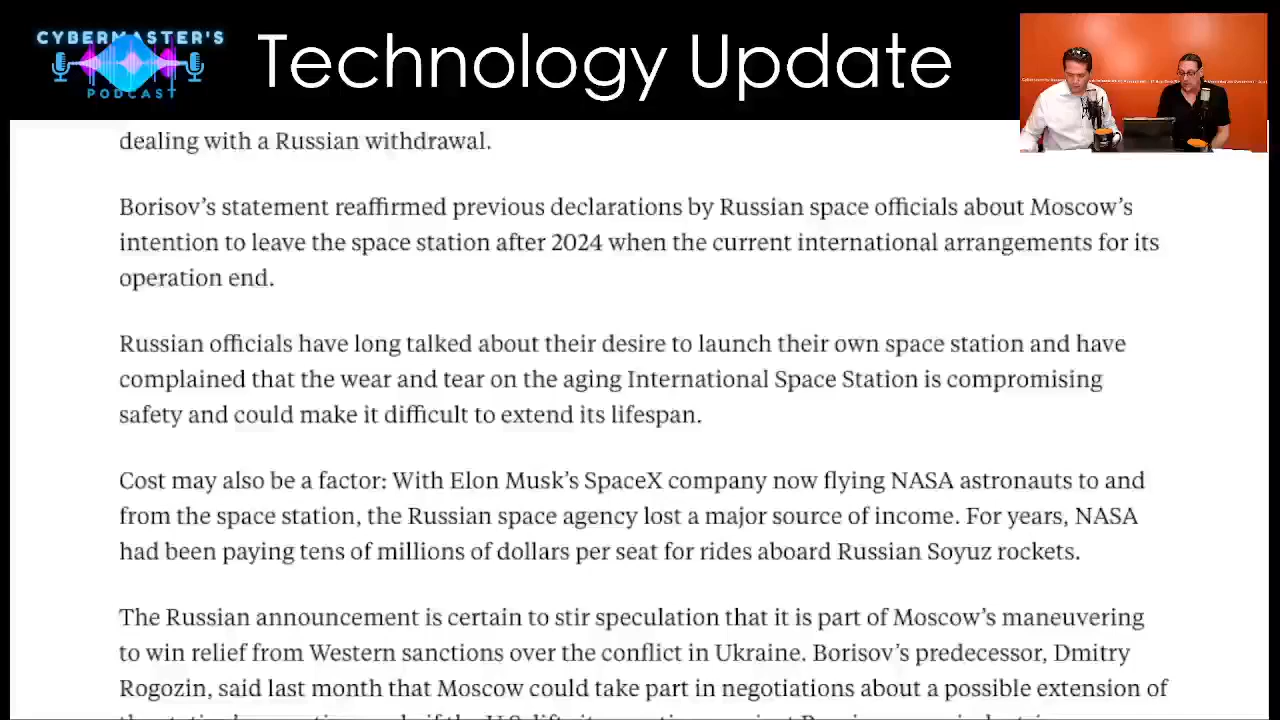 CYBERMASTER'S
PODCAST
Technology Update
dealing with a Russian withdrawal.
Borisov’s statement reaffirmed previous declarations by Russian space officials about Moscow’s
intention to leave the space station after 2024 when the current international arrangements for its
operation end.
Russian officials have long talked about their desire to launch their own space station and have
complained that the wear and tear on the aging International Space Station is compromising
safety and could make it difficult to extend its lifespan.
Cost may also be a factor: With Elon Musk’s SpaceX company now flying NASA astronauts to and
from the space station, the Russian space agency lost a major source of income. For years, NASA
had been paying tens of millions of dollars per seat for rides aboard Russian Soyuz rockets.
The Russian announcement is certain to stir speculation that it is part of Moscow’s maneuvering
to win relief from Western sanctions over the conflict in Ukraine. Borisov’s predecessor, Dmitry
Rogozin, said last month that Moscow could take part in negotiations about a possible extension of